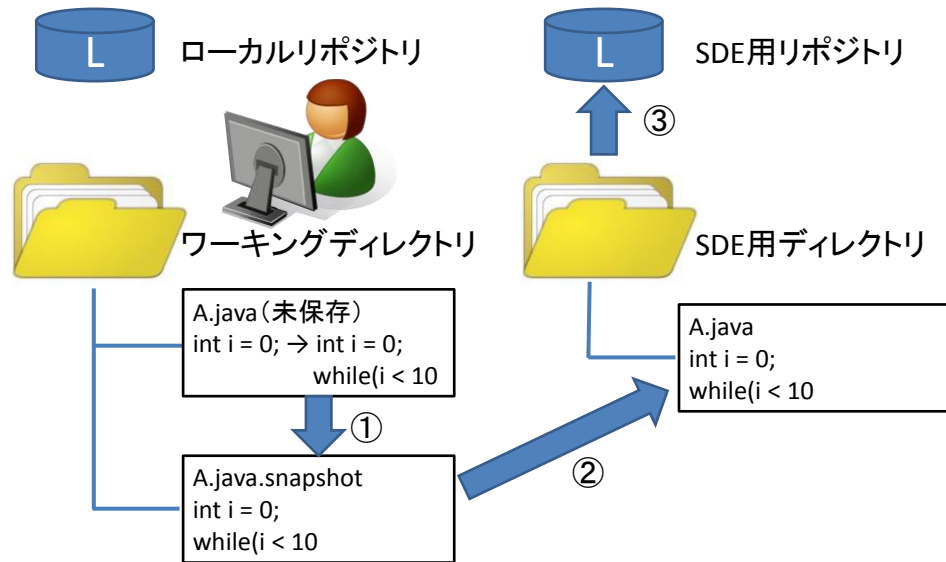 L ローカルリポジトリ
L SDE用リポジトリ
③
ワーキングディレクトリ
SDE用ディレクトリ
A.java(未保存)
int i = 0; → int i = 0;
while(i < 10
①
A.java.snapshot
int i = 0;
while(i < 10
②
A.java
int i = 0;
while(i < 10